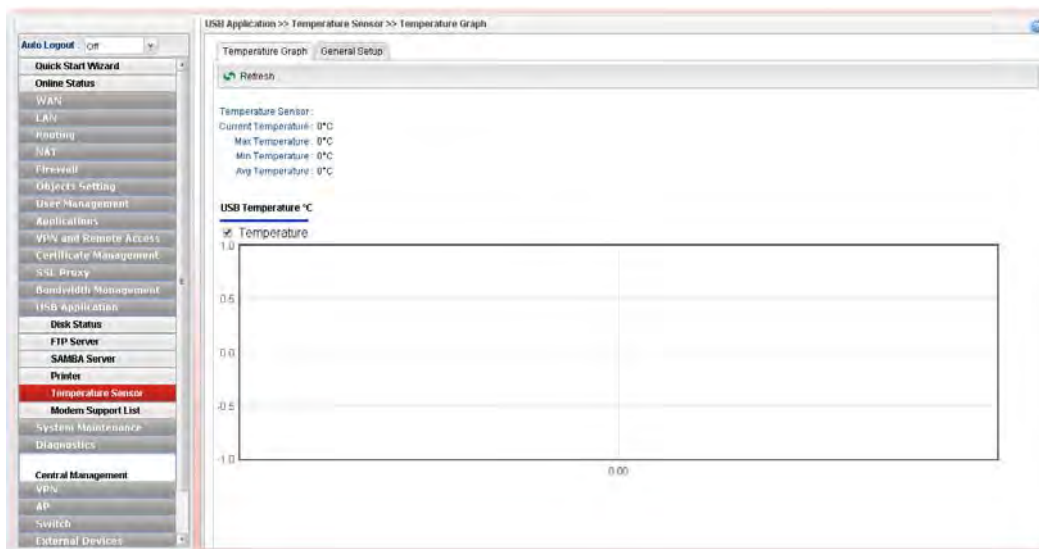 USB Application >> Temperature Sensor >> Temperature Graph
Auto Logout : Off
Quick Start Wizard
Online Status
WAN
LAN
Routing
NAT
Firewall
Objects Setting
User Management
Applications
VPN and Remote Access
Certificate Management
SSL Proxy
Bandwidth Management
USB Application
Disk Status
FTP Server
SAMBA Server
Printer
Temperature Sensor
Modem Support List
System Maintenance
Diagnostics
Central Management
VPN
AP
Switch
External Devices
Temperature Graph
General Setup
Refresh
Temperature Sensor :
Current Temperature : 0°C
Max Temperature : 0°C
Min Temperature : 0°C
Avg Temperature : 0°C
USB Temperature °C
Temperature
1.0
0.5
0.0
-0.5
-1.0
0.00